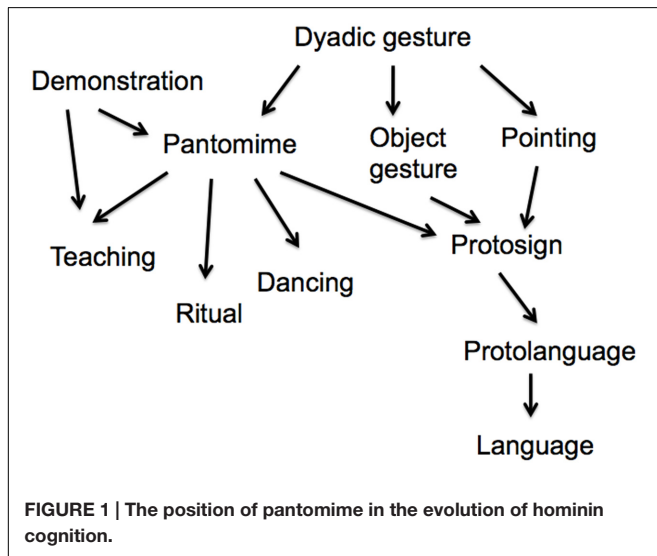 Dyadic gesture
Demonstration
Pantomime
Object
gesture
Pointing
Teaching
Ritual
Dancing
Protosign
Protolanguage
Language
FIGURE 1 | The position of pantomime in the evolution of hominin
cognition.